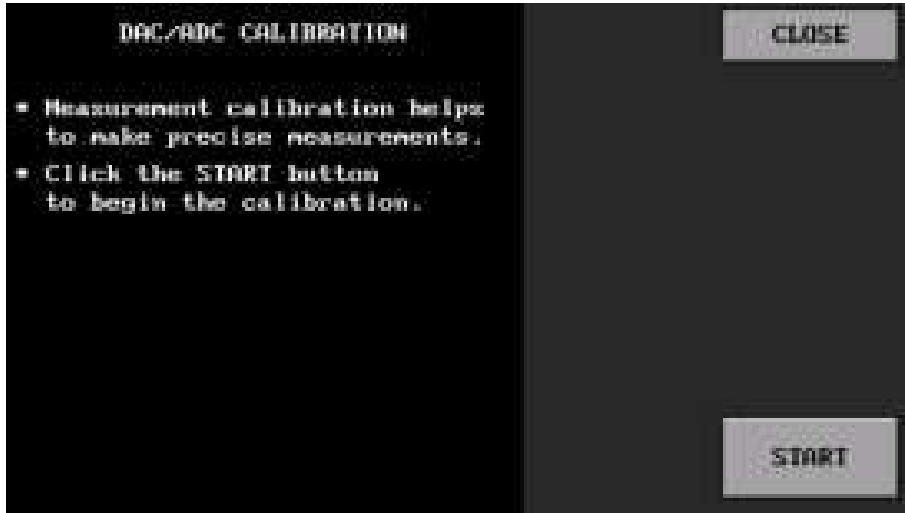 DAC/ADC CALIBRATION
CLOSE
• Measurement calibration helps
to make precise measurements.
• Click the START button
to begin the calibration.
START